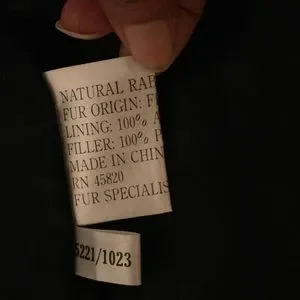 NATURAL RAB
FUR ORIGIN: F
LINING: 100% A
FILLER: 100% P
MADE IN CHIN
RN 45820
FUR SPECIALIS
5221/1023